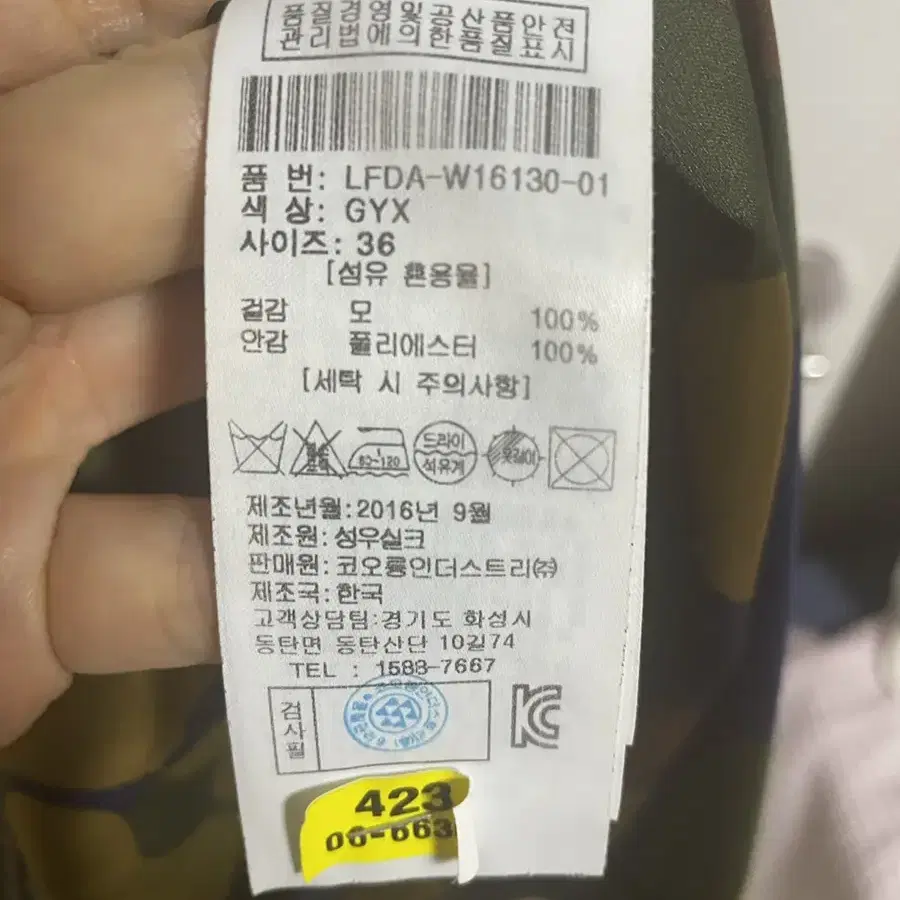 품질경영및공산품안전
관리법에의한품질표시
품 번: LFDA-W16130-01
색 상: GYX
사이즈: 36
[섬유 혼용율]
겉감 모 100%
안감 폴리에스터 100%
[세탁 시 주의사항]
80-120
드라이
석유계
옷걸이
제조년월:2016년 9월
제조원:성우실크
판매원:코오롱인더스트리㈜
제조국:한국
고객상담팀:경기도 화성시
동탄면 동탄산단 10길74
TEL : 1588-7667
검사필
423